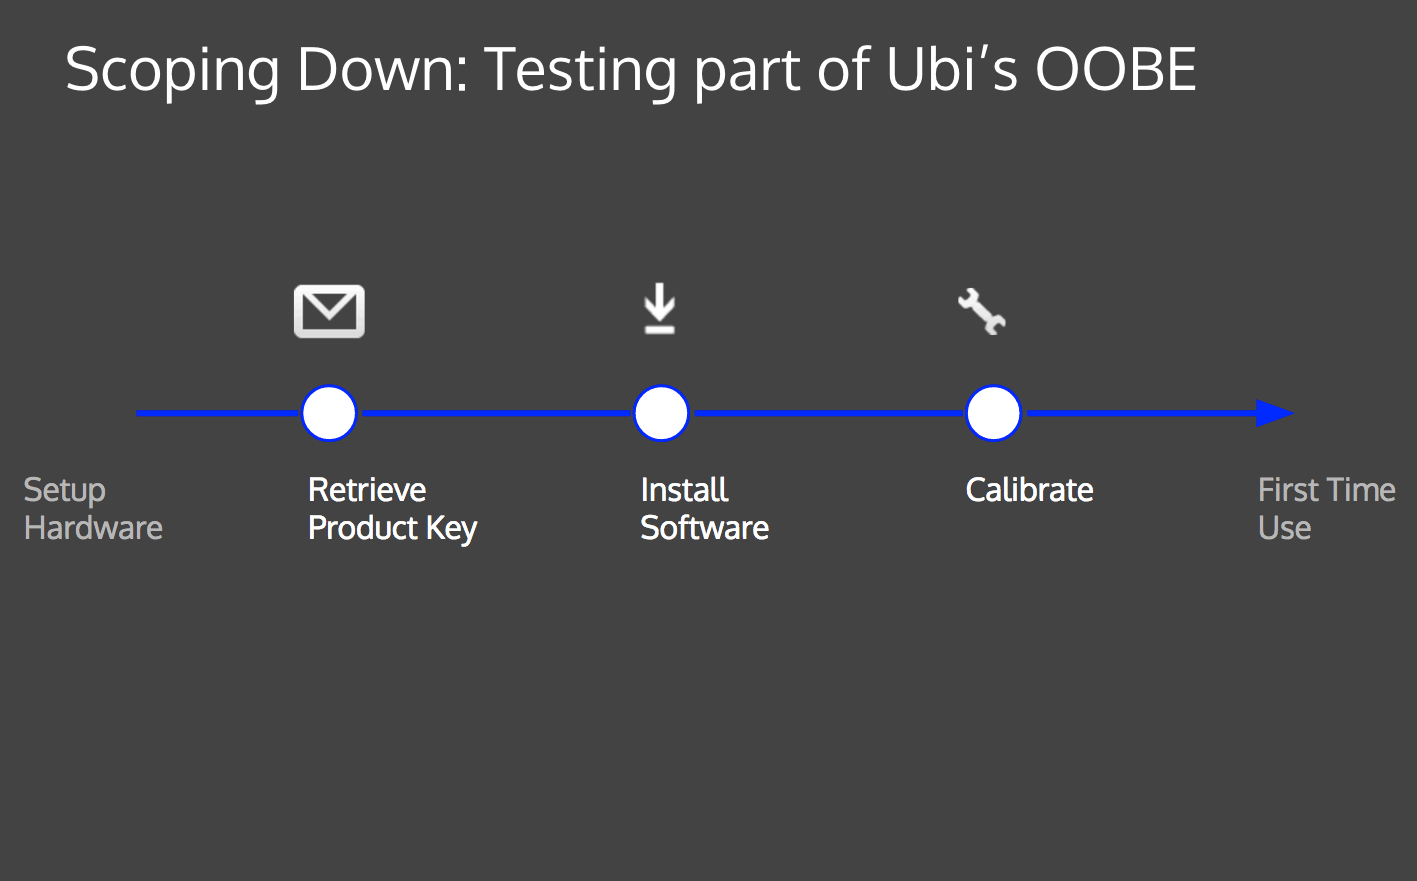 Scoping Down: Testing part of Ubi’s OOBE
Setup
Hardware
Retrieve
Product Key
Install
Software
Calibrate
First Time
Use